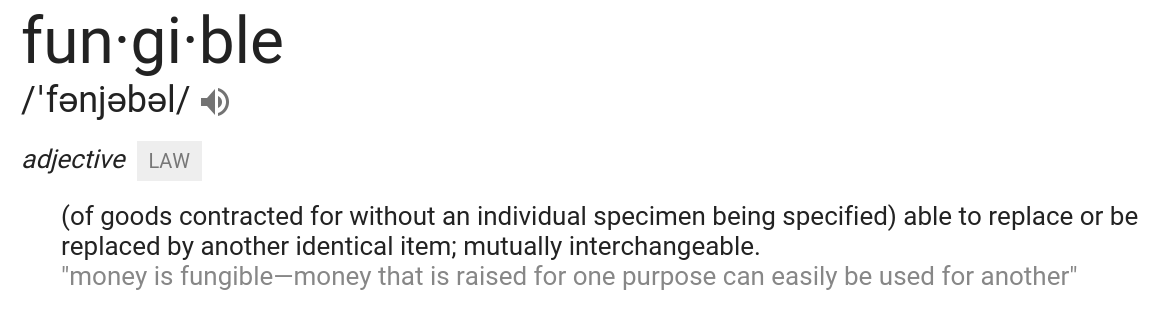 fun·gi·ble
/ˈfənjəbəl/
adjective LAW
(of goods contracted for without an individual specimen being specified) able to replace or be
replaced by another identical item; mutually interchangeable.
"money is fungible—money that is raised for one purpose can easily be used for another"